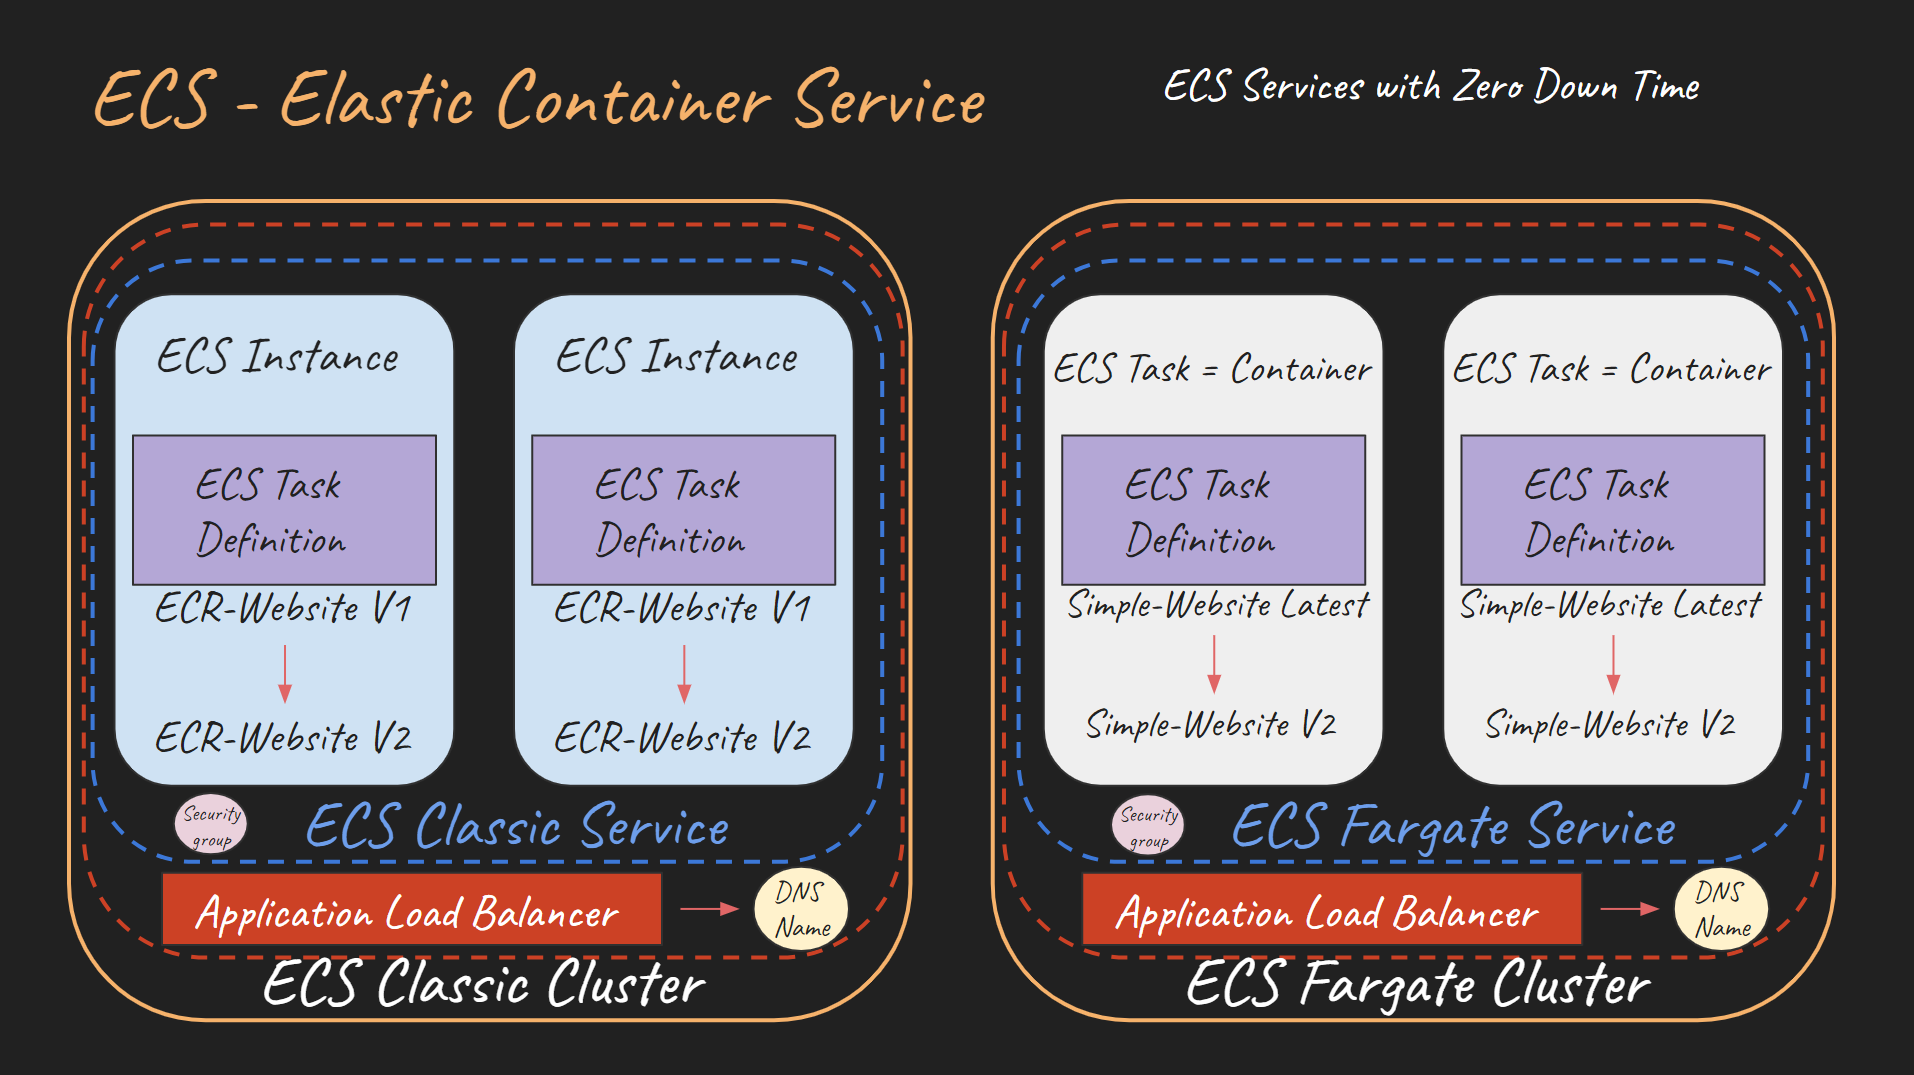 ECS - Elastic Container Service
ECS Services with Zero Down Time
ECS Instance
ECS Task
Definition
ECR-Website V1
ECR-Website V2
ECS Instance
ECS Task
Definition
ECR-Website V1
ECR-Website V2
Security
group
ECS Classic Service
Application Load Balancer
DNS
Name
ECS Classic Cluster
ECS Task = Container
ECS Task
Definition
Simple-Website Latest
Simple-Website V2
ECS Task = Container
ECS Task
Definition
Simple-Website Latest
Simple-Website V2
Security
group
ECS Fargate Service
Application Load Balancer
DNS
Name
ECS Fargate Cluster